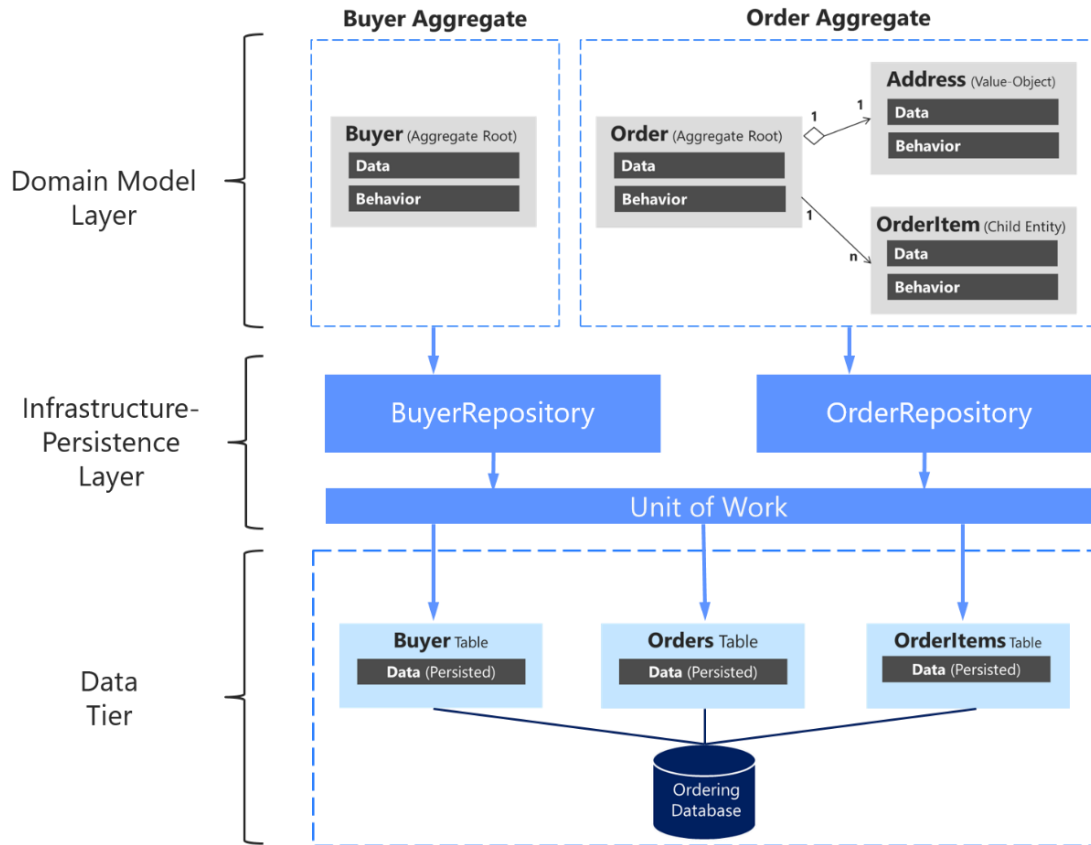 Buyer Aggregate
Order Aggregate
Domain Model
Layer
Buyer (Aggregate Root)
Data
Behavior
Order (Aggregate Root)
Data
Behavior
1
1
Address (Value-Object)
Data
Behavior
1
n
OrderItem (Child Entity)
Data
Behavior
Infrastructure-
Persistence
Layer
BuyerRepository
OrderRepository
Unit of Work
Data
Tier
Buyer Table
Data (Persisted)
Orders Table
Data (Persisted)
OrderItems Table
Data (Persisted)
Ordering
Database